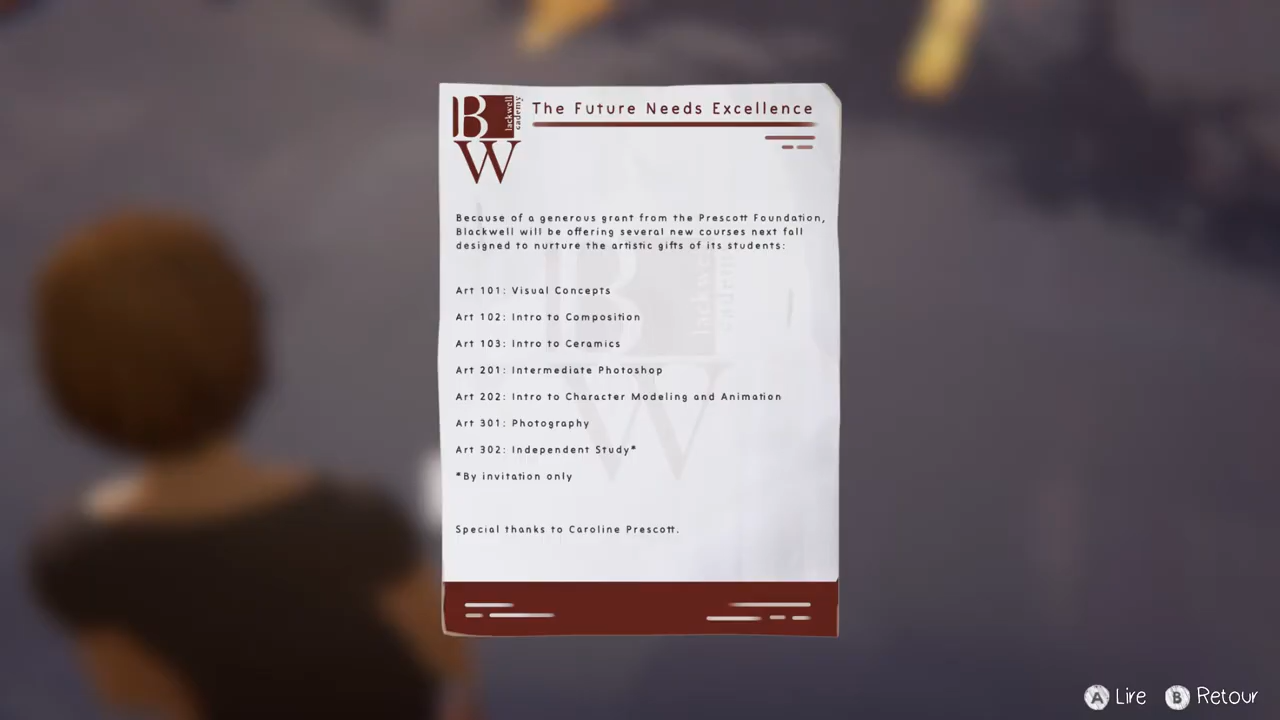 B
lackwell
cademy
W
The Future Needs Excellence
Because of a generous grant from the Prescott Foundation,
Blackwell will be offering several new courses next fall
designed to nurture the artistic gifts of its students:
Art 101: Visual Concepts
Art 102: Intro to Composition
Art 103: Intro to Ceramics
Art 201: Intermediate Photoshop
Art 202: Intro to Character Modeling and Animation
Art 301: Photography
Art 302: Independent Study*
*By invitation only
Special thanks to Caroline Prescott.
A Lire B Retour